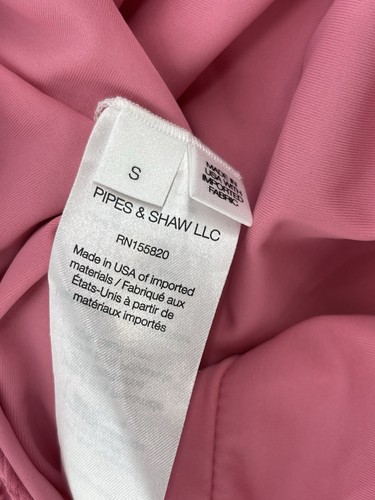 S
MADE IN
USA WITH
IMPORTED
FABRIC
PIPES & SHAW LLC
RN155820
Made in USA of imported
materials / Fabriqué aux
États-Unis à partir de
matériaux importés